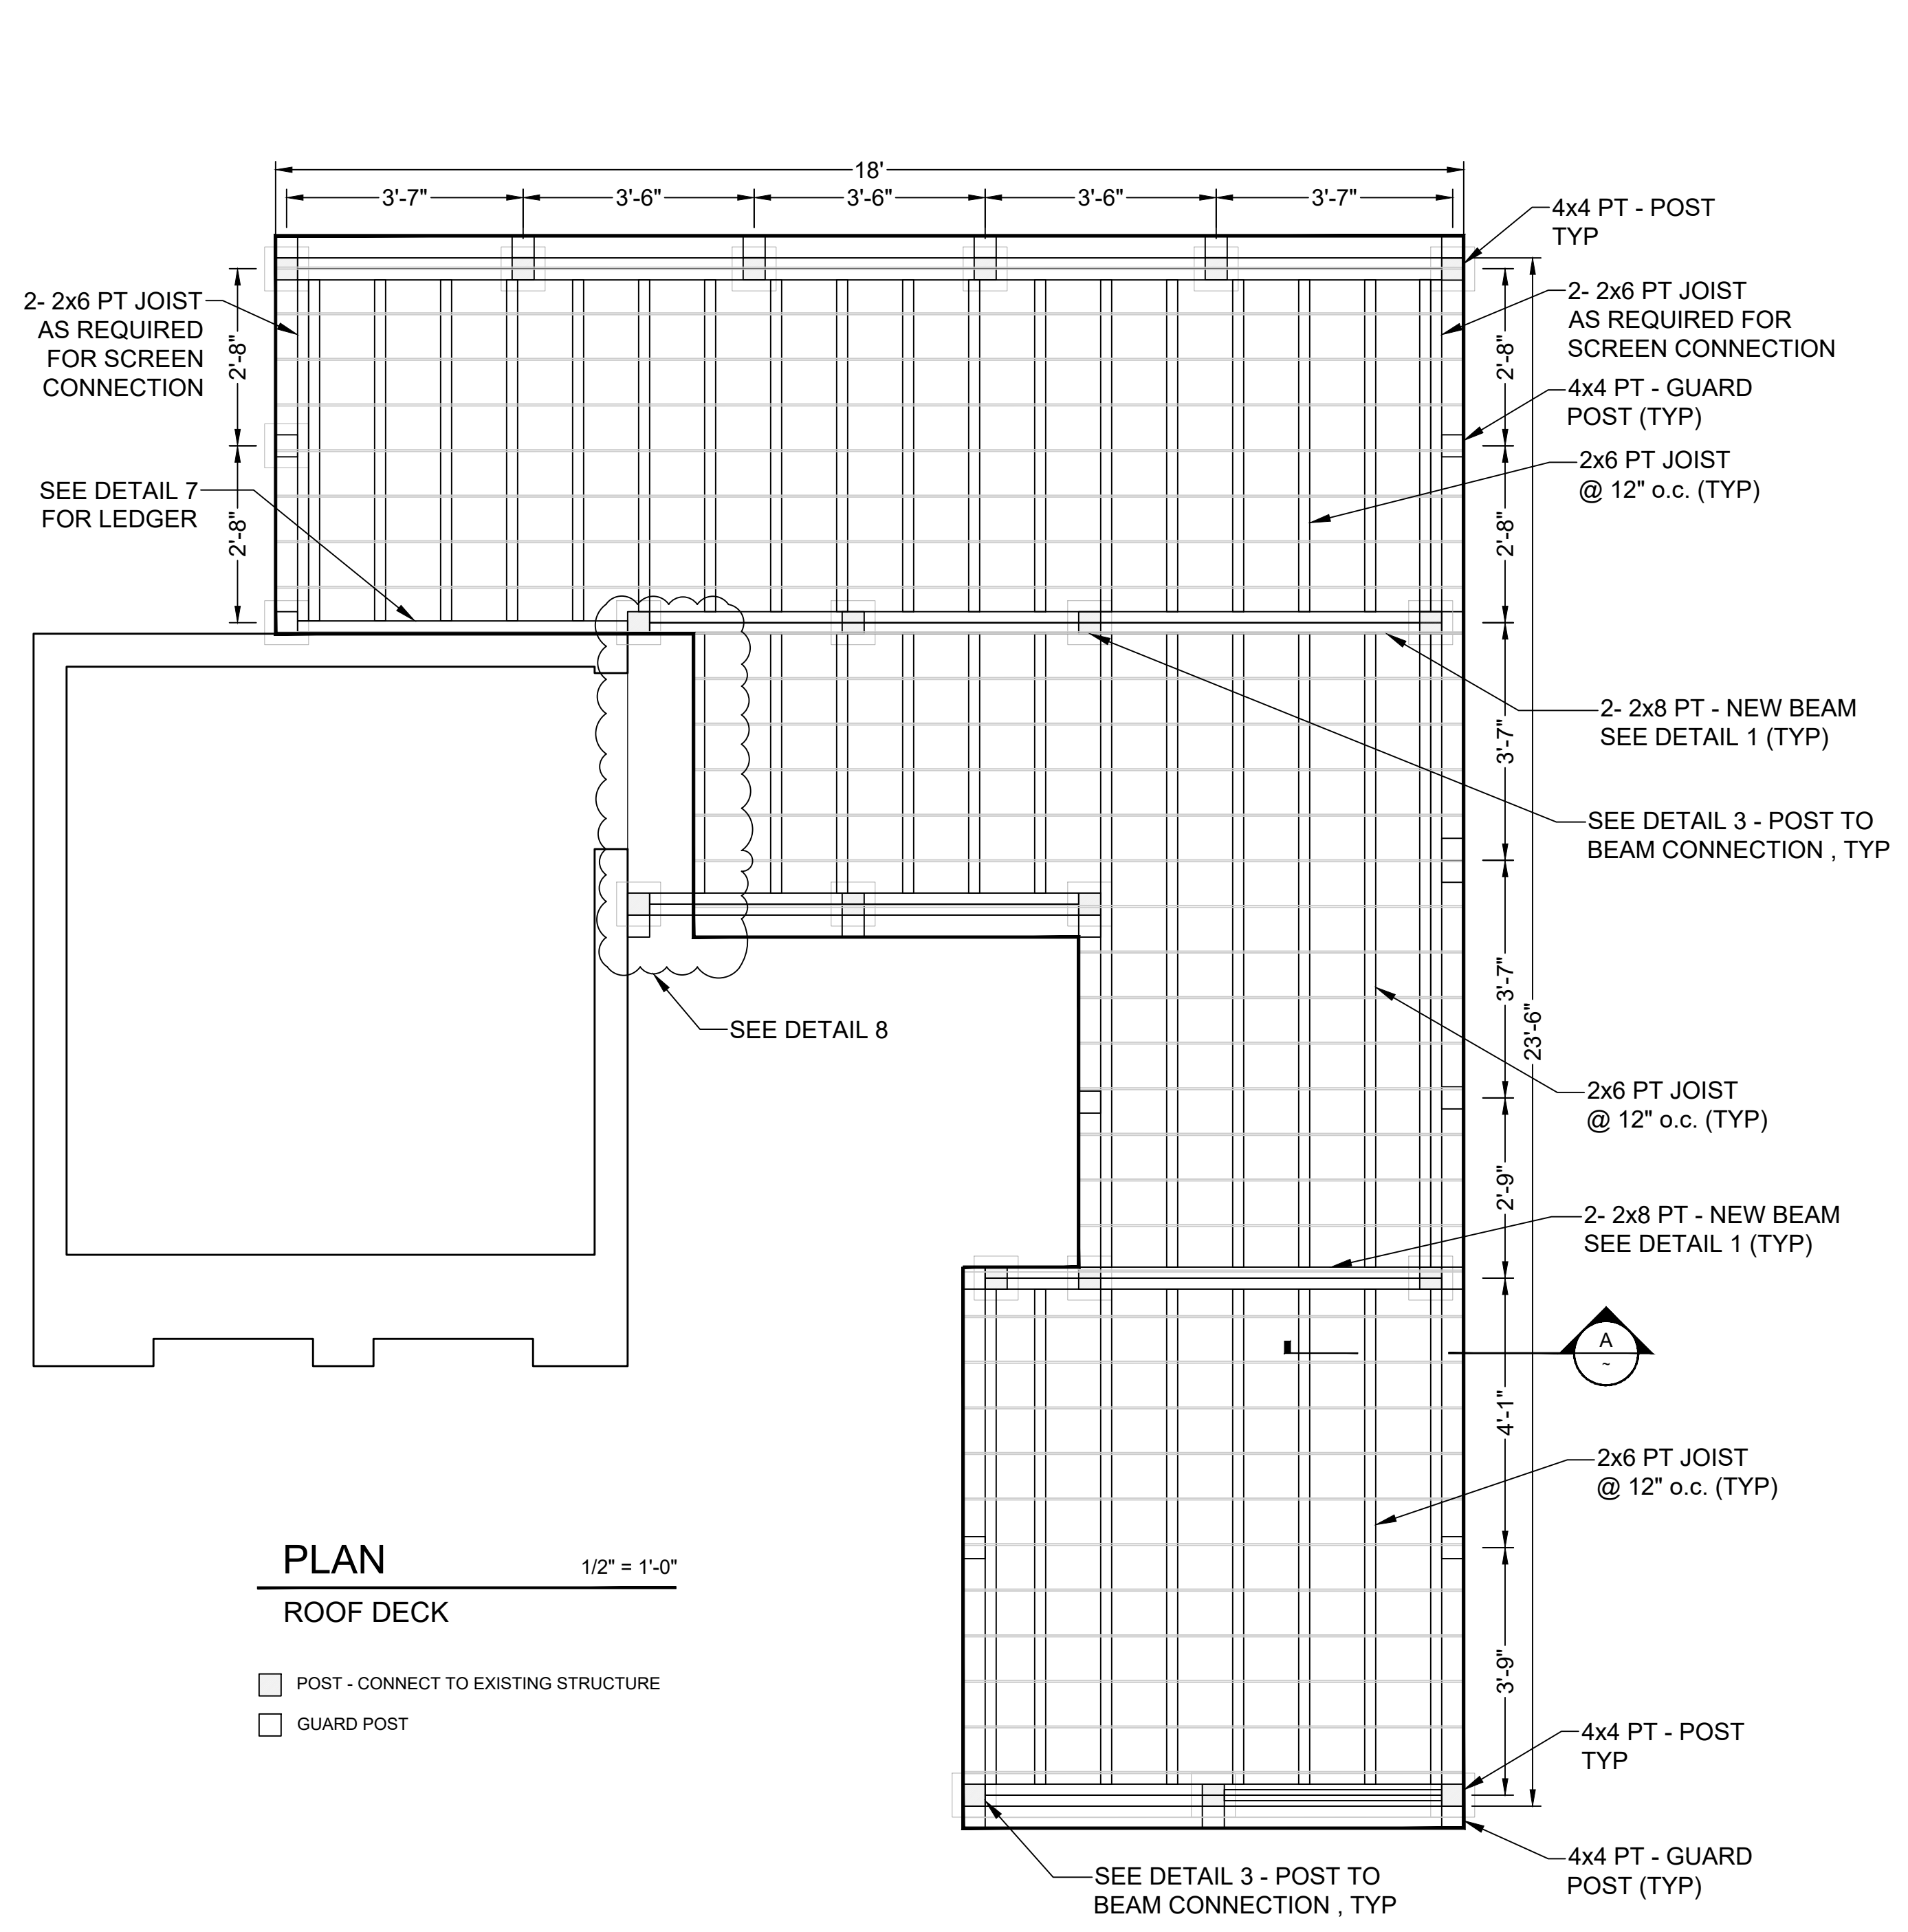 18'
3'-7"
3'-6"
3'-6"
3'-6"
3'-7"
4x4 PT - POST
TYP
2- 2x6 PT JOIST
AS REQUIRED
FOR SCREEN
CONNECTION
2'-8"
2'-8"
2- 2x6 PT JOIST
AS REQUIRED FOR
SCREEN CONNECTION
4x4 PT - GUARD
POST (TYP)
2x6 PT JOIST
@ 12" o.c. (TYP)
SEE DETAIL 7
FOR LEDGER
2'-8"
2'-8"
2- 2x8 PT - NEW BEAM
SEE DETAIL 1 (TYP)
3'-7"
SEE DETAIL 3 - POST TO
BEAM CONNECTION , TYP
3'-7"
23'-6"
SEE DETAIL 8
2x6 PT JOIST
@ 12" o.c. (TYP)
2'-9"
2- 2x8 PT - NEW BEAM
SEE DETAIL 1 (TYP)
A
~
4'-1"
2x6 PT JOIST
@ 12" o.c. (TYP)
PLAN
1/2" = 1'-0"
ROOF DECK
3'-9"
POST - CONNECT TO EXISTING STRUCTURE
GUARD POST
4x4 PT - POST
TYP
4x4 PT - GUARD
POST (TYP)
SEE DETAIL 3 - POST TO
BEAM CONNECTION , TYP